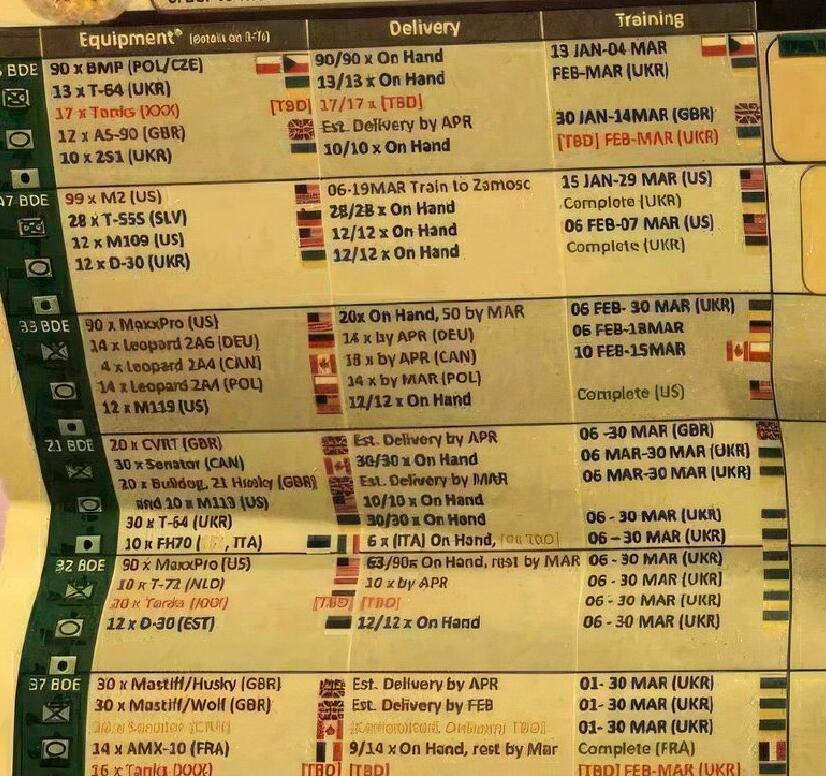 Equipment Delivery Training
BDE
90 x BMP (POL/CZE) 90/90 x On Hand 13 JAN-04 MAR
13 x T-64 (UKR) 13/13 x On Hand FEB-MAR (UKR)
17 x Tanks (XXX) [TBD] 17/17 x [TBD]
12 x AS-90 (GBR) Est. Delivery by APR 30 JAN-14MAR (GBR)
10 x 2S1 (UKR) 10/10 x On Hand [TBD] FEB-MAR (UKR)
47 BDE
99 x M2 (US) 06-19MAR Train to Zamosc 15 JAN-29 MAR (US)
28 x T-55S (SLV) 28/28 x On Hand Complete (UKR)
12 x M109 (US) 12/12 x On Hand 06 FEB-07 MAR (US)
12 x D-30 (UKR) 12/12 x On Hand Complete (UKR)
33 BDE
90 x MaxxPro (US) 20x On Hand, 50 by MAR 06 FEB- 30 MAR (UKR)
14 x Leopard 2A6 (DEU) x by APR (DEU) 06 FEB-18MAR
4 x Leopard 2A4 (CAN) x by APR (CAN) 10 FEB-15MAR
14 x Leopard 2A4 (POL) 14 x by MAR (POL)
12 x M119 (US) 12/12 x On Hand Complete (US)
21 BDE
20 x CVRT (GBR) Est. Delivery by APR 06 -30 MAR (GBR)
30 x Senator (CAN) 30/30 x On Hand 06 MAR-30 MAR (UKR)
20 x Bulldog, 21 Husky (GBR) Est. Delivery by MAR 06 MAR-30 MAR (UKR)
and 10 x M113 (US) 10/10 x On Hand
30 x T-64 (UKR) 30/30 x On Hand 06 - 30 MAR (UKR)
10 x FH70 ( , ITA) 6 x (ITA) On Hand, 06 - 30 MAR (UKR)
32 BDE
90 x MaxxPro (US) 63/90x On Hand, rest by MAR 06 - 30 MAR (UKR)
10 x T-72 (NLD) 10 x by APR 06 - 30 MAR (UKR)
10 x Tanks (XXX) [TBD] [TBD] 06 - 30 MAR (UKR)
12 x D-30 (EST) 12/12 x On Hand 06 - 30 MAR (UKR)
37 BDE
30 x Mastiff/Husky (GBR) Est. Delivery by APR 01- 30 MAR (UKR)
30 x Mastiff/Wolf (GBR) Est. Delivery by FEB 01- 30 MAR (UKR)
01- 30 MAR (UKR)
14 x AMX-10 (FRA) 9/14 x On Hand, rest by Mar Complete (FRA)
16 x Tanks (XXX) [TBD] [TBD] [TBD] FEB-MAR (UKR)